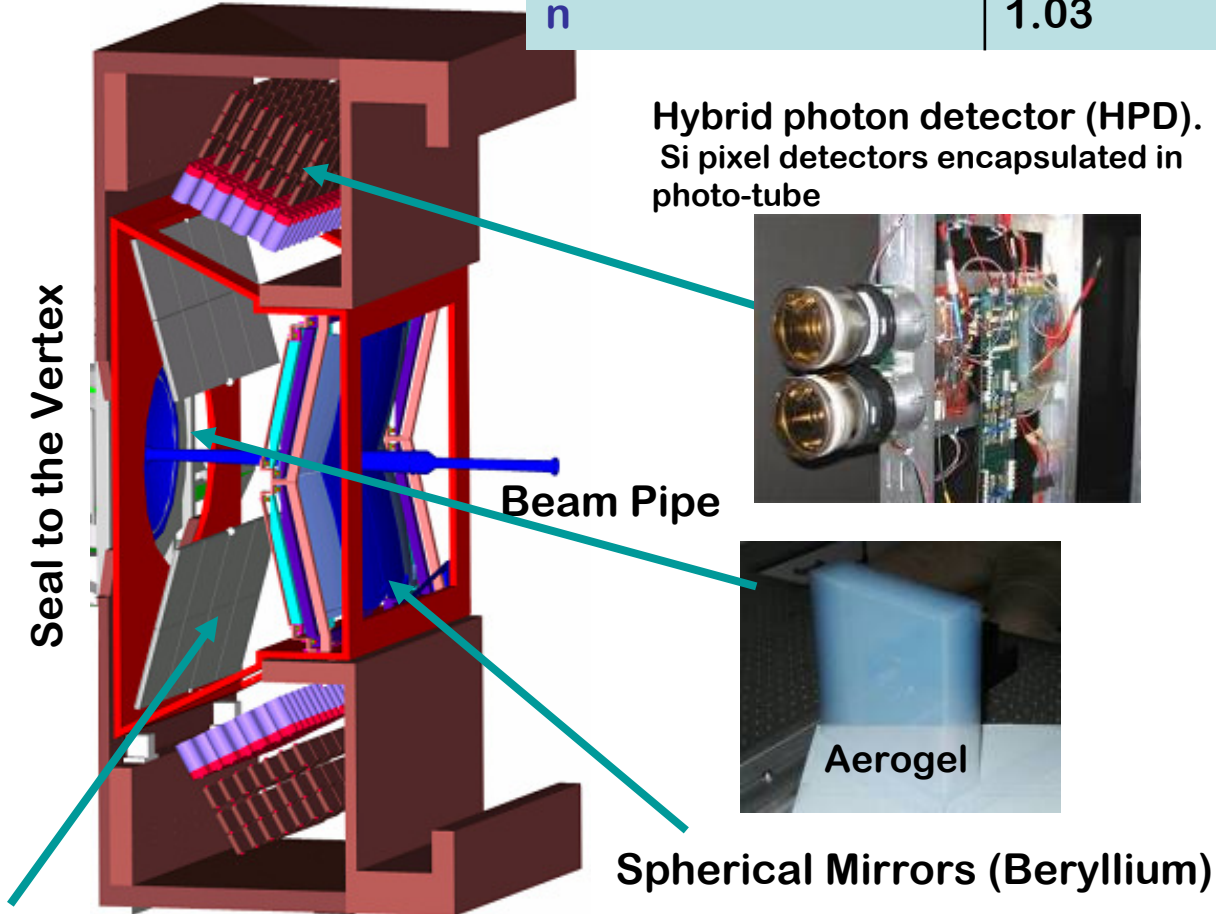 n 1.03
Hybrid photon detector (HPD).
Si pixel detectors encapsulated in
photo-tube
Seal to the Vertex
Beam Pipe
Aerogel
Spherical Mirrors (Beryllium)